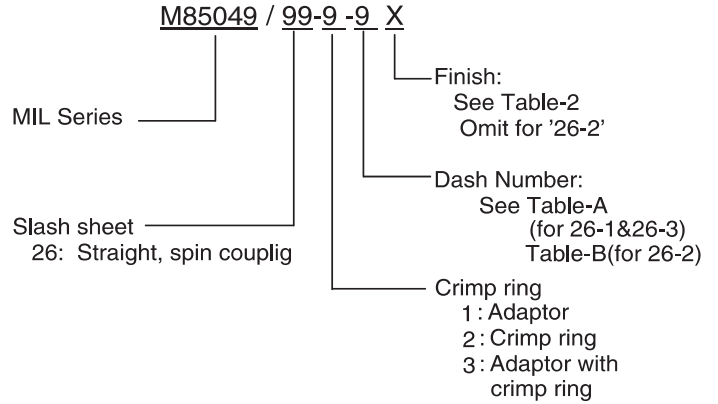 M85049 / 99-9 -9 X
Finish:
See Table-2
Omit for '26-2'
MIL Series
Dash Number:
See Table-A
(for 26-1&26-3)
Table-B(for 26-2)
Slash sheet
26: Straight, spin couplig
Crimp ring
1 : Adaptor
2 : Crimp ring
3 : Adaptor with
crimp ring